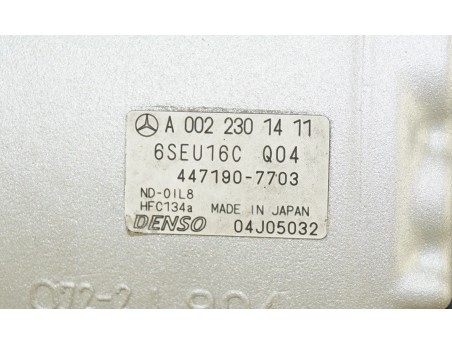 A 002 230 14 11
6SEU16C Q04
447190-7703
ND-OIL8
HFC134a MADE IN JAPAN
DENSO 04J05032